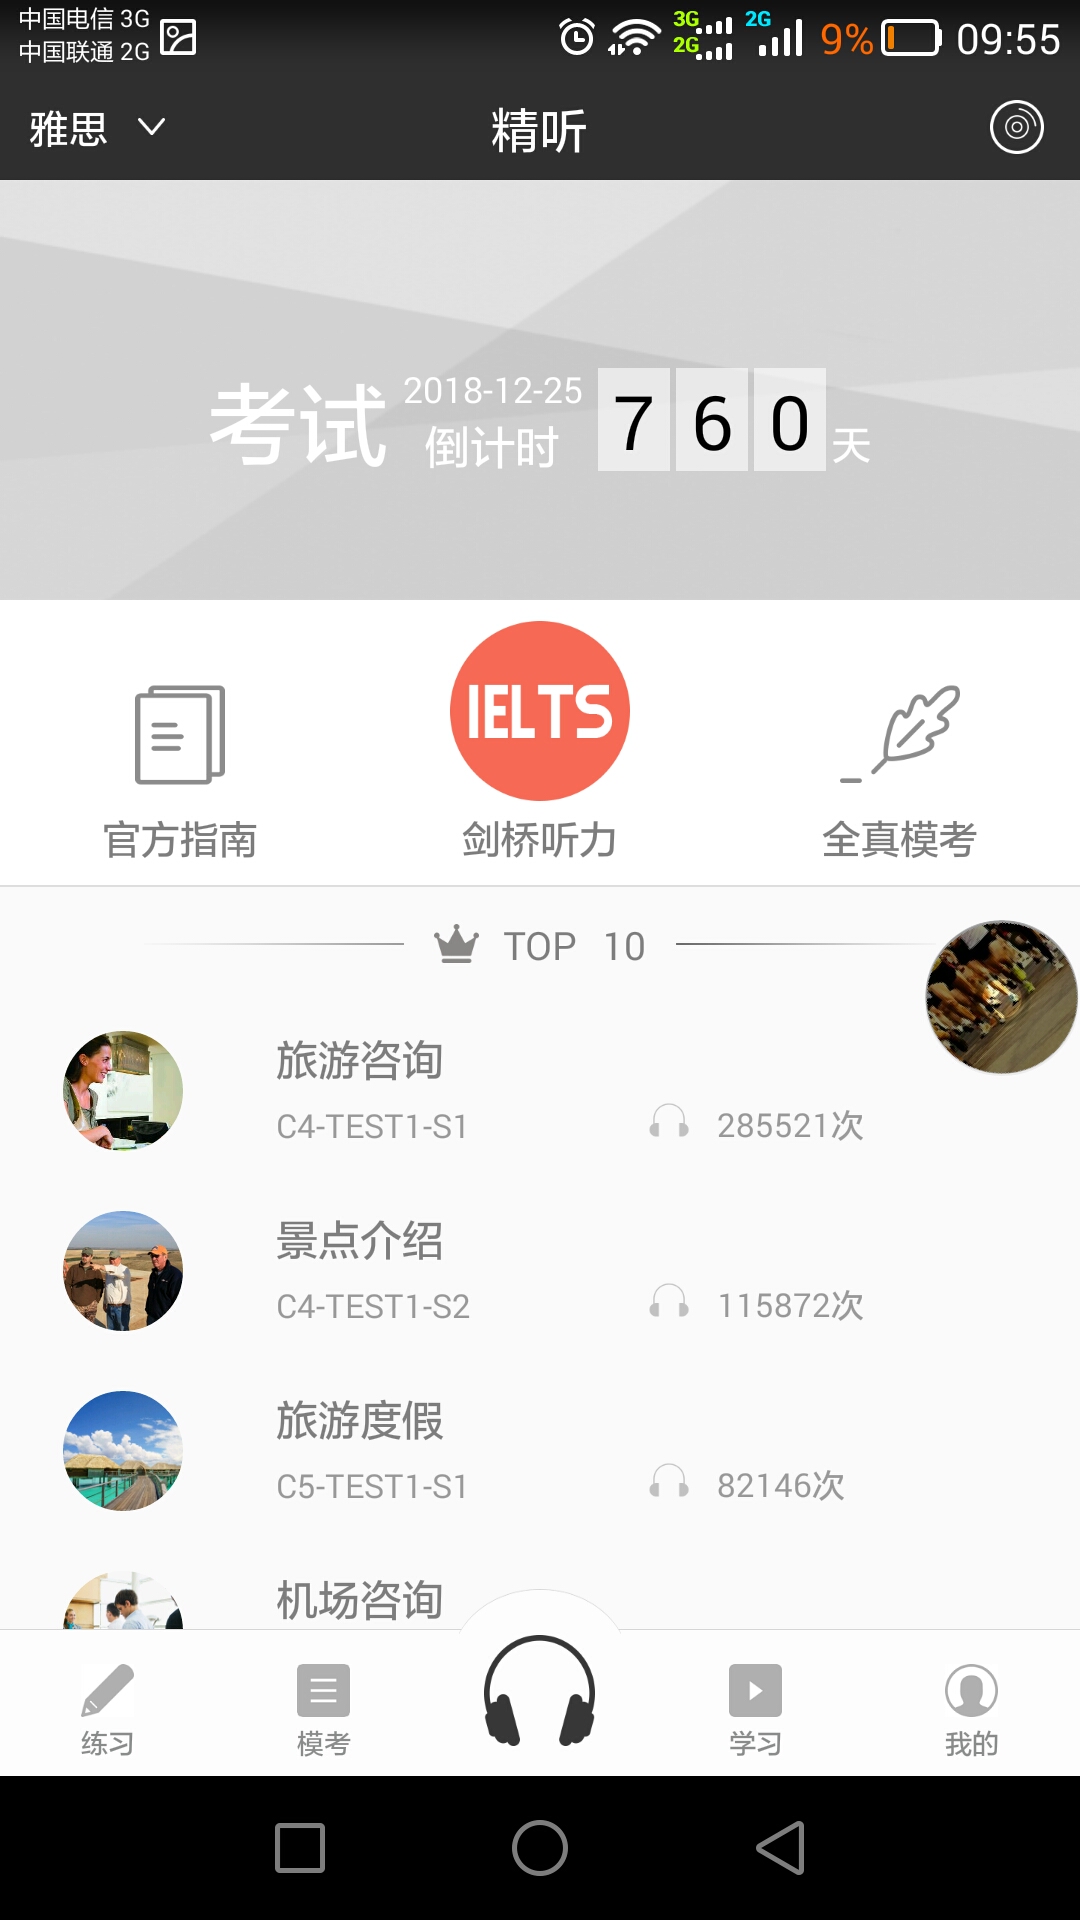 中国电信 3G
中国联通 2G
3G
2G
2G
9%
09:55
雅思
精听
考试
2018-12-25
倒计时
7 6 0
天
IELTS
官方指南
剑桥听力
全真模考
TOP 10
旅游咨询
C4-TEST1-S1
285521次
景点介绍
C4-TEST1-S2
115872次
旅游度假
C5-TEST1-S1
82146次
机场咨询
练习
模考
学习
我的